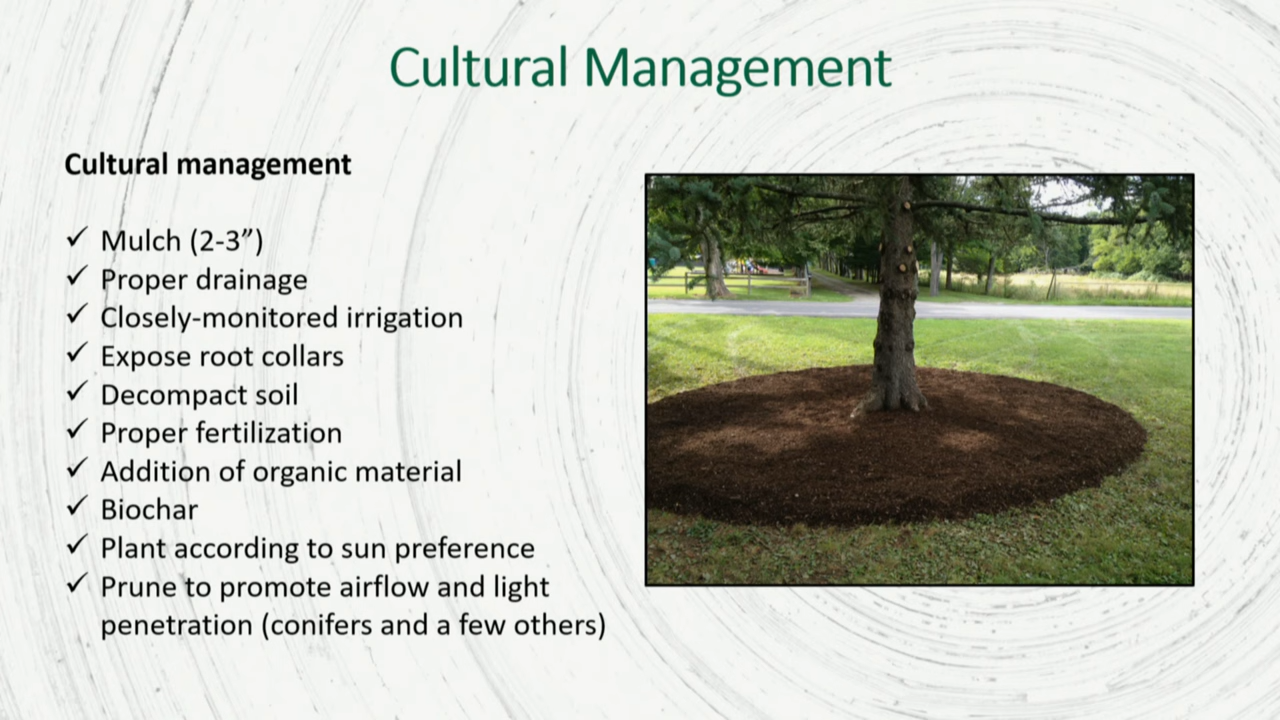 Cultural Management
Cultural management
✓ Mulch (2-3”)
✓ Proper drainage
✓ Closely-monitored irrigation
✓ Expose root collars
✓ Decompact soil
✓ Proper fertilization
✓ Addition of organic material
✓ Biochar
✓ Plant according to sun preference
✓ Prune to promote airflow and light
penetration (conifers and a few others)